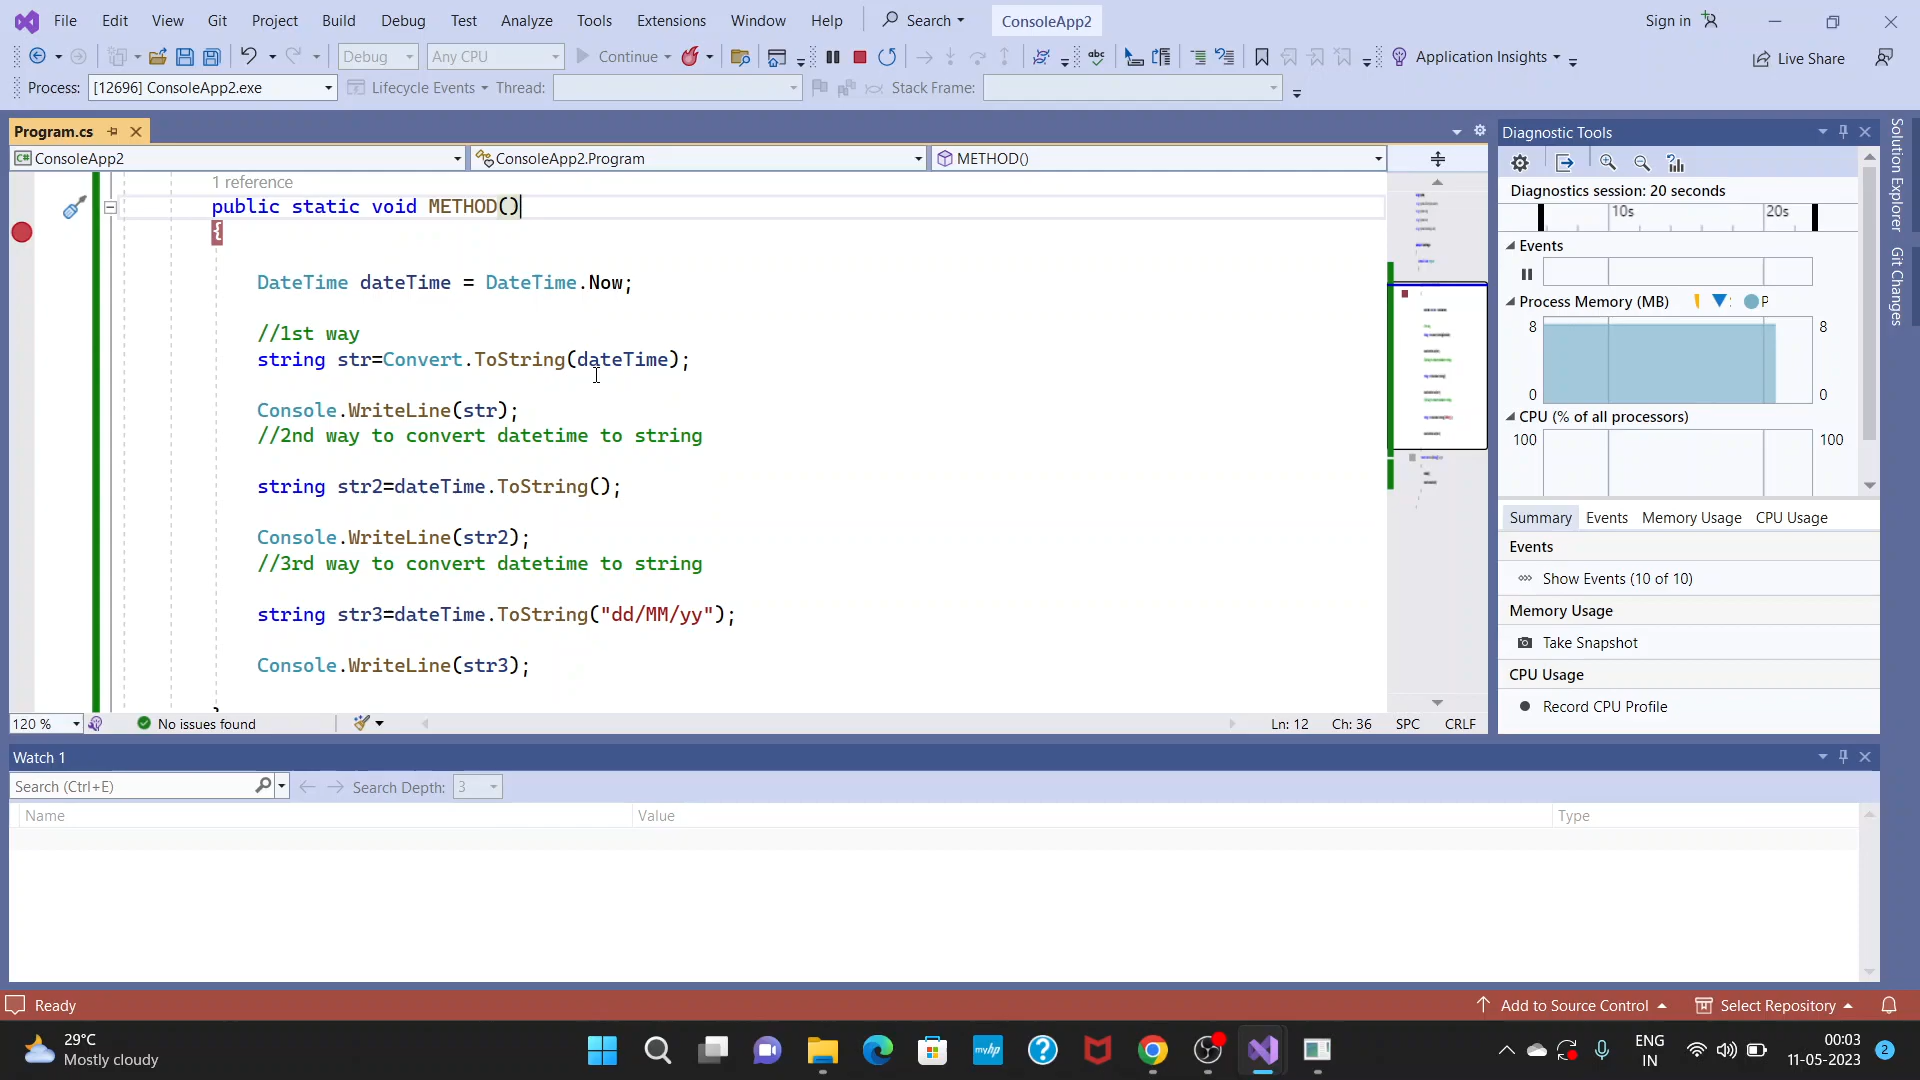 File Edit View Git Project Build Debug Test Analyze Tools Extensions Window Help Search ConsoleApp2 Sign in
Debug Any CPU Continue abc Application Insights Live Share
Process: [12696] ConsoleApp2.exe Lifecycle Events Thread: Stack Frame:
Program.cs
ConsoleApp2 ConsoleApp2.Program METHOD()
1 reference
public static void METHOD()
{
DateTime dateTime = DateTime.Now;
//1st way
string str=Convert.ToString(dateTime);
Console.WriteLine(str);
//2nd way to convert datetime to string
string str2=dateTime.ToString();
Console.WriteLine(str2);
//3rd way to convert datetime to string
string str3=dateTime.ToString("dd/MM/yy");
Console.WriteLine(str3);
120 % No issues found Ln: 12 Ch: 36 SPC CRLF
Diagnostic Tools
Diagnostics session: 20 seconds
10s 20s
Events
Process Memory (MB) P
8 8
0 0
CPU (% of all processors)
100 100
Summary Events Memory Usage CPU Usage
Events
Show Events (10 of 10)
Memory Usage
Take Snapshot
CPU Usage
Record CPU Profile
Solution Explorer
Git Changes
Watch 1
Search (Ctrl+E) Search Depth: 3
Name Value Type
Ready Add to Source Control Select Repository
29°C
Mostly cloudy
myhp
ENG
IN
00:03
11-05-2023
2